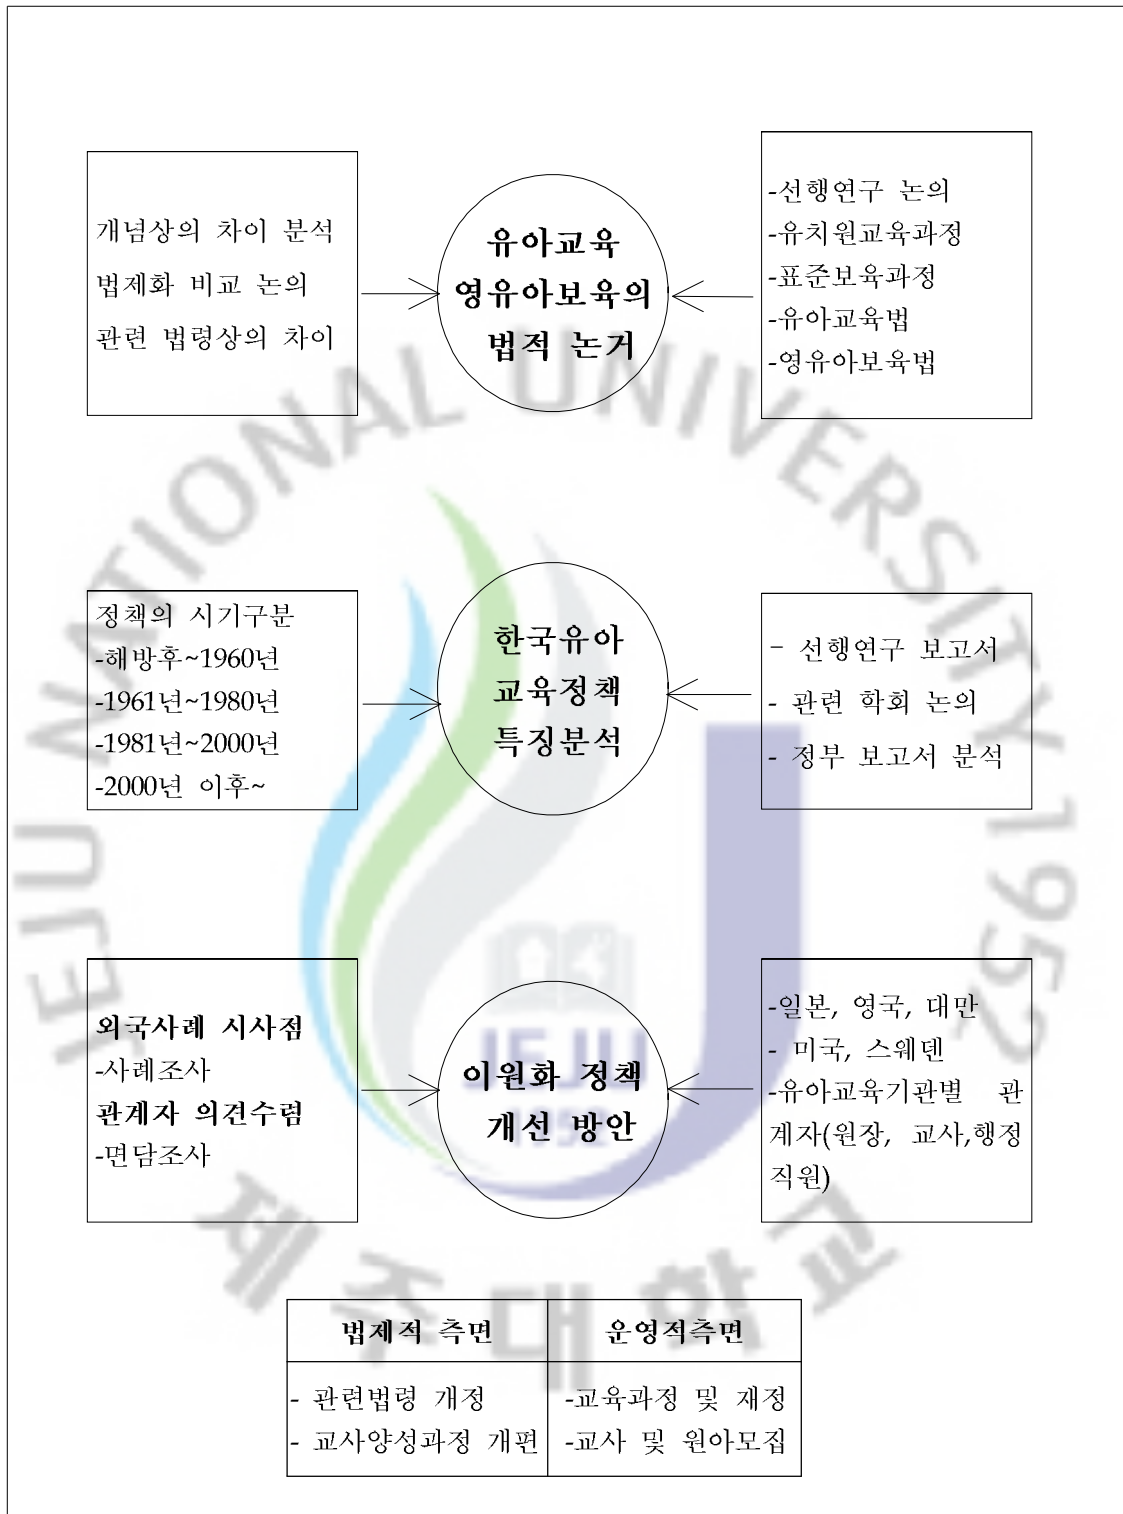 개념상의 차이 분석
법제화 비교 논의
관련 법령상의 차이
유아교육
영유아보육의
법적 논거
-선행연구 논의
-유치원교육과정
-표준보육과정
-유아교육법
-영유아보육법
정책의 시기구분
-해방후~1960년
-1961년~1980년
-1981년~2000년
-2000년 이후~
한국유아
교육정책
특징분석
- 선행연구 보고서
- 관련 학회 논의
- 정부 보고서 분석
외국사례 시사점
-사례조사
관계자 의견수렴
-면담조사
이원화 정책
개선 방안
-일본, 영국, 대만
- 미국, 스웨덴
-유아교육기관별 관
계자(원장, 교사,행정
직원)
법제적 측면
운영적측면
- 관련법령 개정
- 교사양성과정 개편
-교육과정 및 재정
-교사 및 원아모집
JEJU NATIONAL UNIVERSITY 1952
JEJU
1952
제주대학교